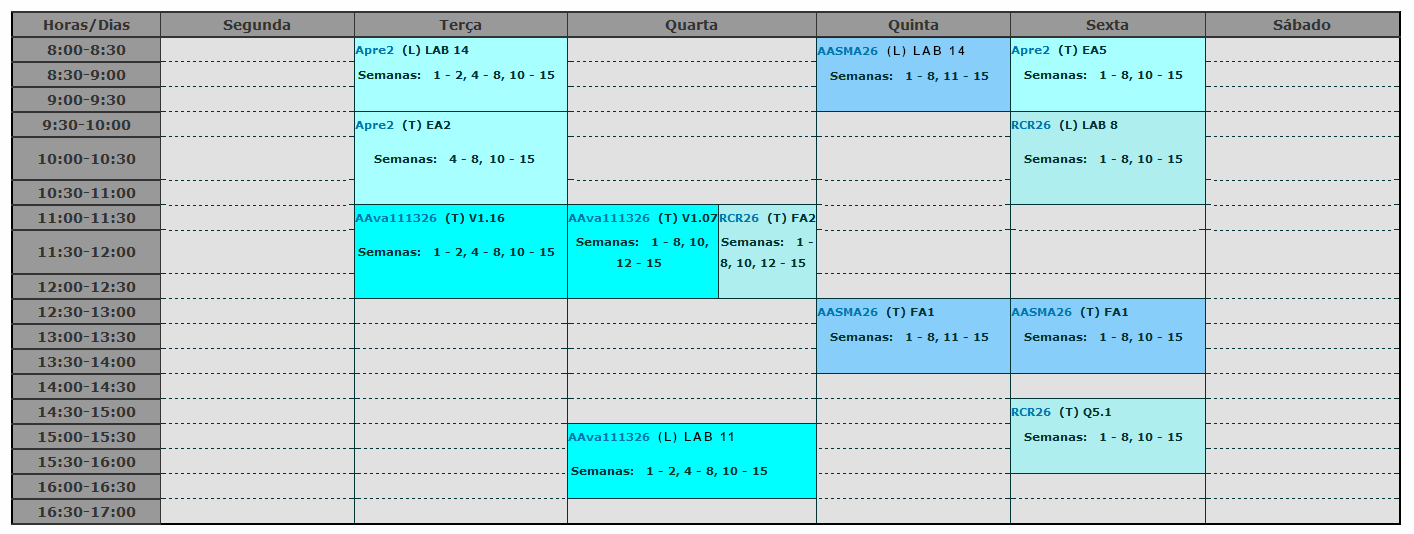 Horas/Dias Segunda Terça Quarta Quinta Sexta Sábado
8:00-8:30 Apre2 (L) LAB 14 AASMA26 (L) LAB 14 Apre2 (T) EA5
8:30-9:00 Semanas: 1 - 2, 4 - 8, 10 - 15 Semanas: 1 - 8, 11 - 15 Semanas: 1 - 8, 10 - 15
9:00-9:30
9:30-10:00 Apre2 (T) EA2 RCR26 (L) LAB 8
10:00-10:30 Semanas: 4 - 8, 10 - 15 Semanas: 1 - 8, 10 - 15
10:30-11:00
11:00-11:30 AAva111326 (T) V1.16 AAva111326 (T) V1.07 RCR26 (T) FA2
Semanas: 1 - 8, 10, Semanas: 1 -
11:30-12:00 Semanas: 1 - 2, 4 - 8, 10 - 15
12 - 15 8, 10, 12 - 15
12:00-12:30
12:30-13:00 AASMA26 (T) FA1 AASMA26 (T) FA1
13:00-13:30 Semanas: 1 - 8, 11 - 15 Semanas: 1 - 8, 10 - 15
13:30-14:00
14:00-14:30
14:30-15:00 RCR26 (T) Q5.1
15:00-15:30 AAva111326 (L) LAB 11 Semanas: 1 - 8, 10 - 15
15:30-16:00 Semanas: 1 - 2, 4 - 8, 10 - 15
16:00-16:30
16:30-17:00